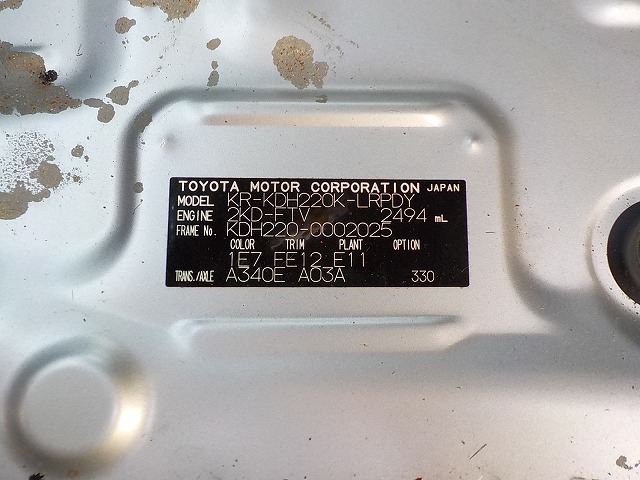 TOYOTA MOTOR CORPORATION JAPAN
MODEL KR-KDH220K-LRPDY
ENGINE 2KD-FTV 2494 mL
FRAME No. KDH220-0002025
COLOR TRIM PLANT OPTION
1E7 FE12 E11
TRANS./AXLE A340E A03A 330